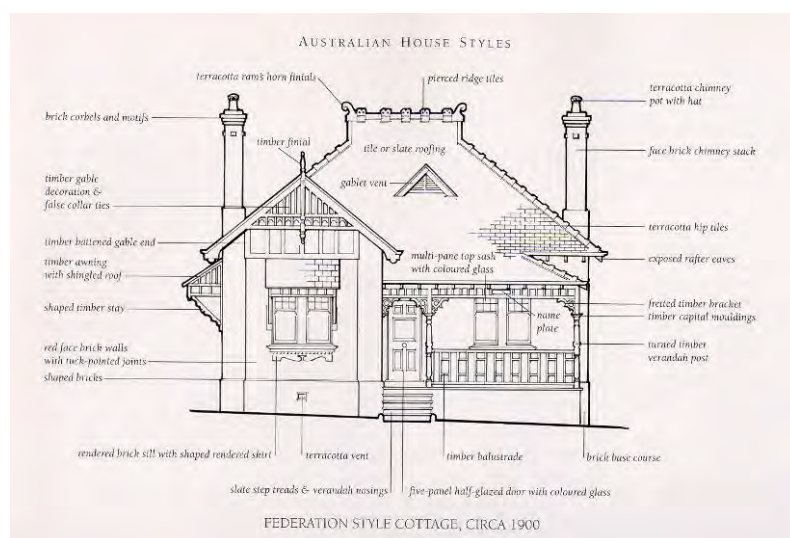 AUSTRALIAN HOUSE STYLES
terracotta ram's horn finials
pierced ridge tiles
terracotta chimney
pot with hat
brick corbels and motifs
timber finial
tile or slate roofing
face brick chimney stack
timber gable
decoration &
false collar ties
gablet vent
terracotta hip tiles
timber battened gable end
multi-pane top sash
with coloured glass
exposed rafter eaves
timber awning
with shingled roof
shaped timber stay
name
plate
fretted timber bracket
timber capital mouldings
red face brick walls
with tuck-pointed joints
turned timber
verandah post
shaped bricks
rendered brick sill with shaped rendered skirt
terracotta vent
timber balustrade
brick base course
slate step treads & verandah nosings
five-panel half-glazed door with coloured glass
FEDERATION STYLE COTTAGE, CIRCA 1900